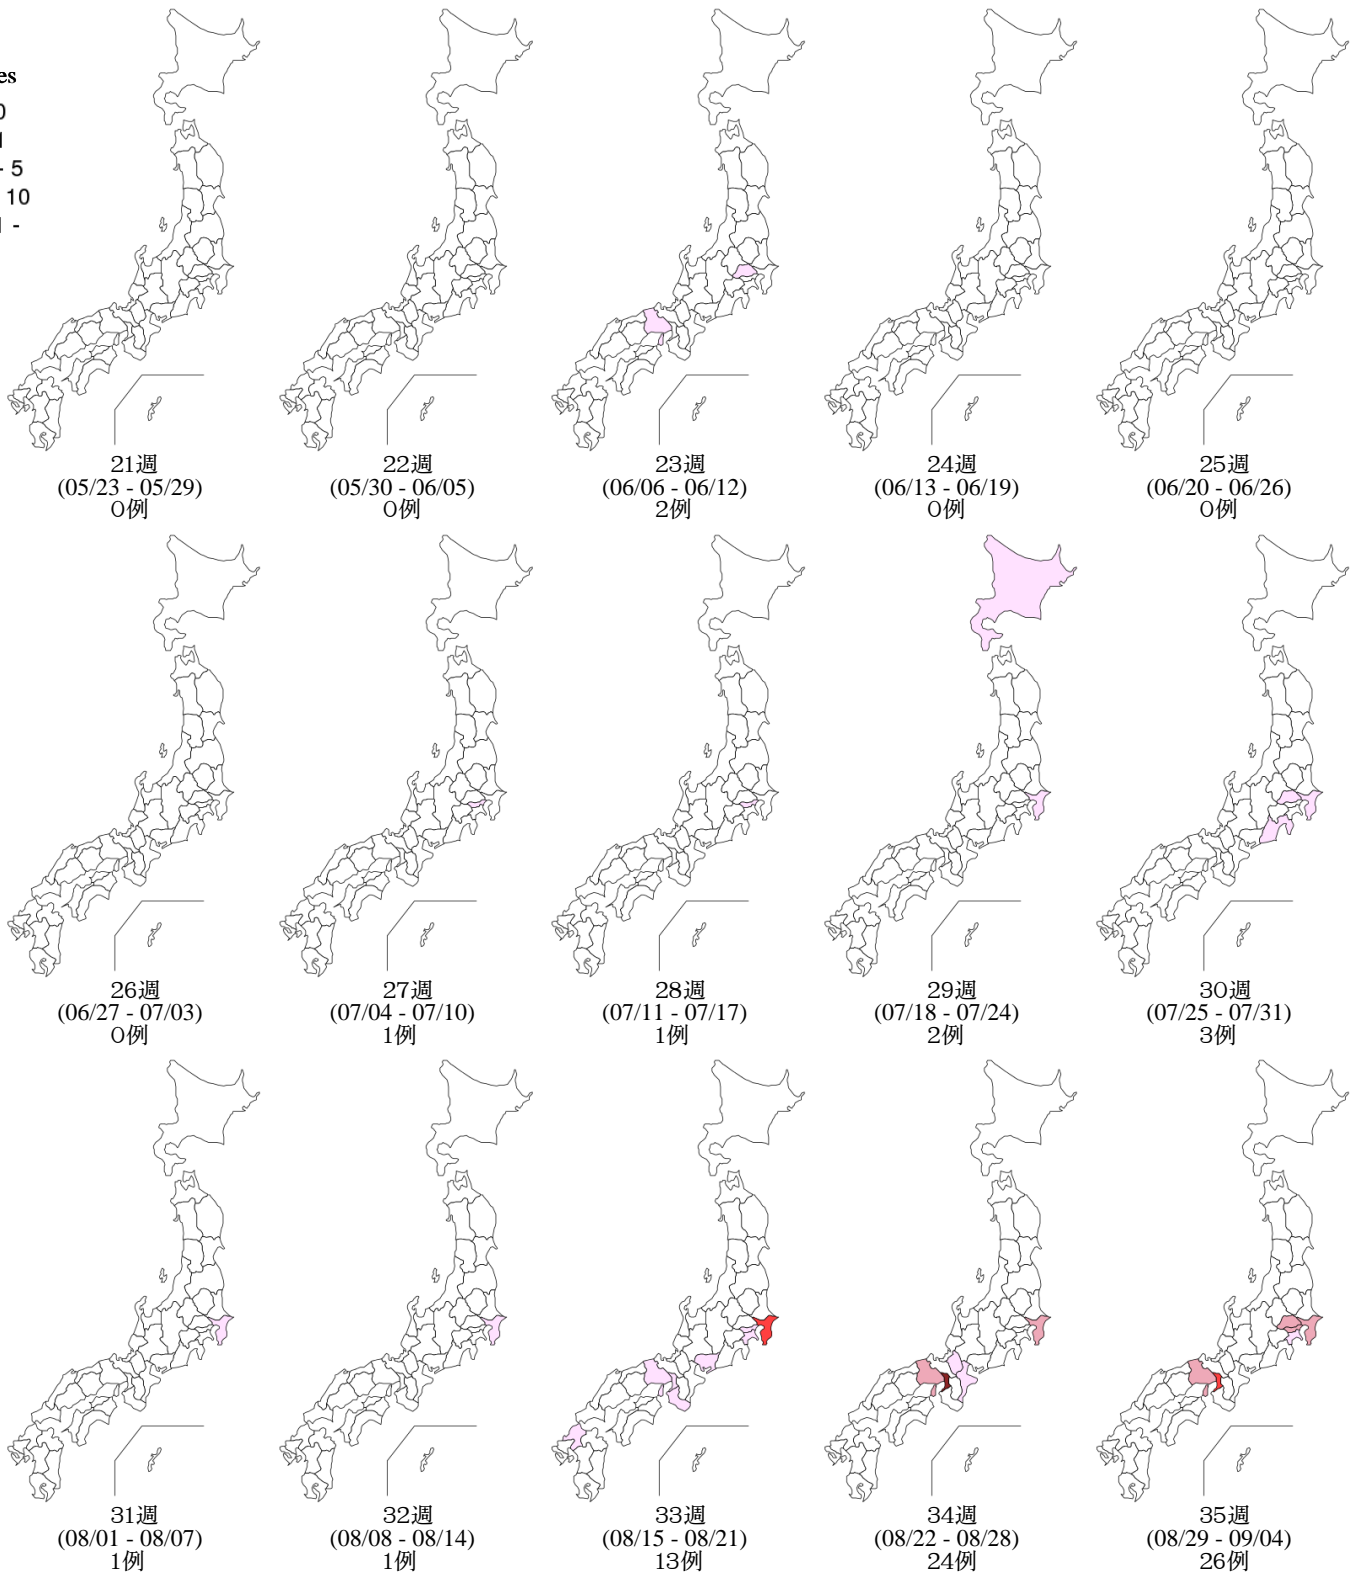 es
0
1
- 5
10
1 -
21週
(05/23 - 05/29)
0例
22週
(05/30 - 06/05)
0例
23週
(06/06 - 06/12)
2例
24週
(06/13 - 06/19)
0例
25週
(06/20 - 06/26)
0例
26週
(06/27 - 07/03)
0例
27週
(07/04 - 07/10)
1例
28週
(07/11 - 07/17)
1例
29週
(07/18 - 07/24)
2例
30週
(07/25 - 07/31)
3例
31週
(08/01 - 08/07)
1例
32週
(08/08 - 08/14)
1例
33週
(08/15 - 08/21)
13例
34週
(08/22 - 08/28)
24例
35週
(08/29 - 09/04)
26例